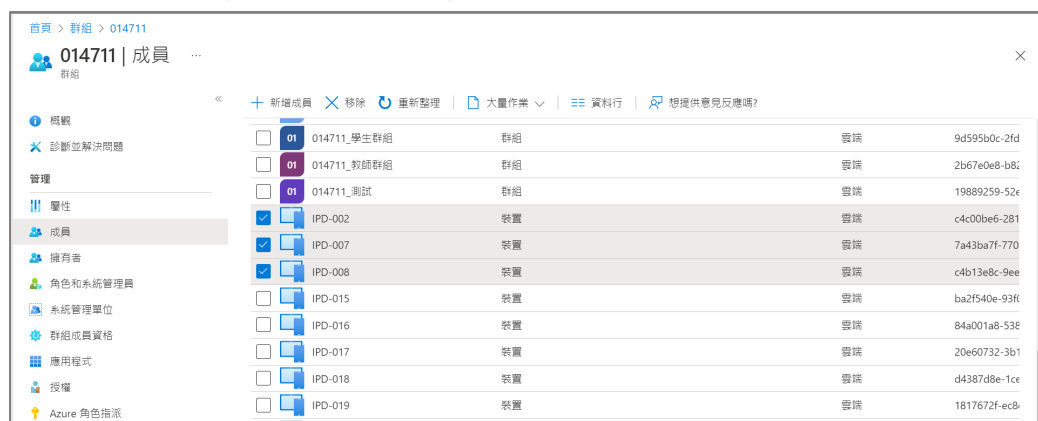 首頁 > 群組 > 014711
014711 | 成員 ...
群組
«
新增成員 移除 重新整理 大量作業 資料行 想提供意見反應嗎?
概觀
診斷並解決問題
管理
屬性
成員
擁有者
角色和系統管理員
系統管理單位
群組成員資格
應用程式
授權
Azure 角色指派
01 014711_學生群組 群組 雲端 9d595b0c-2fd
01 014711_教師群組 群組 雲端 2b67e0e8-b82
01 014711_測試 群組 雲端 19889259-52e
IPD-002 裝置 雲端 c4c00be6-281
IPD-007 裝置 雲端 7a43ba7f-770
IPD-008 裝置 雲端 c4b13e8c-9ee
IPD-015 裝置 雲端 ba2f540e-93f0
IPD-016 裝置 雲端 84a001a8-538
IPD-017 裝置 雲端 20e60732-3b1
IPD-018 裝置 雲端 d4387d8e-1ce
IPD-019 裝置 雲端 1817672f-ec8